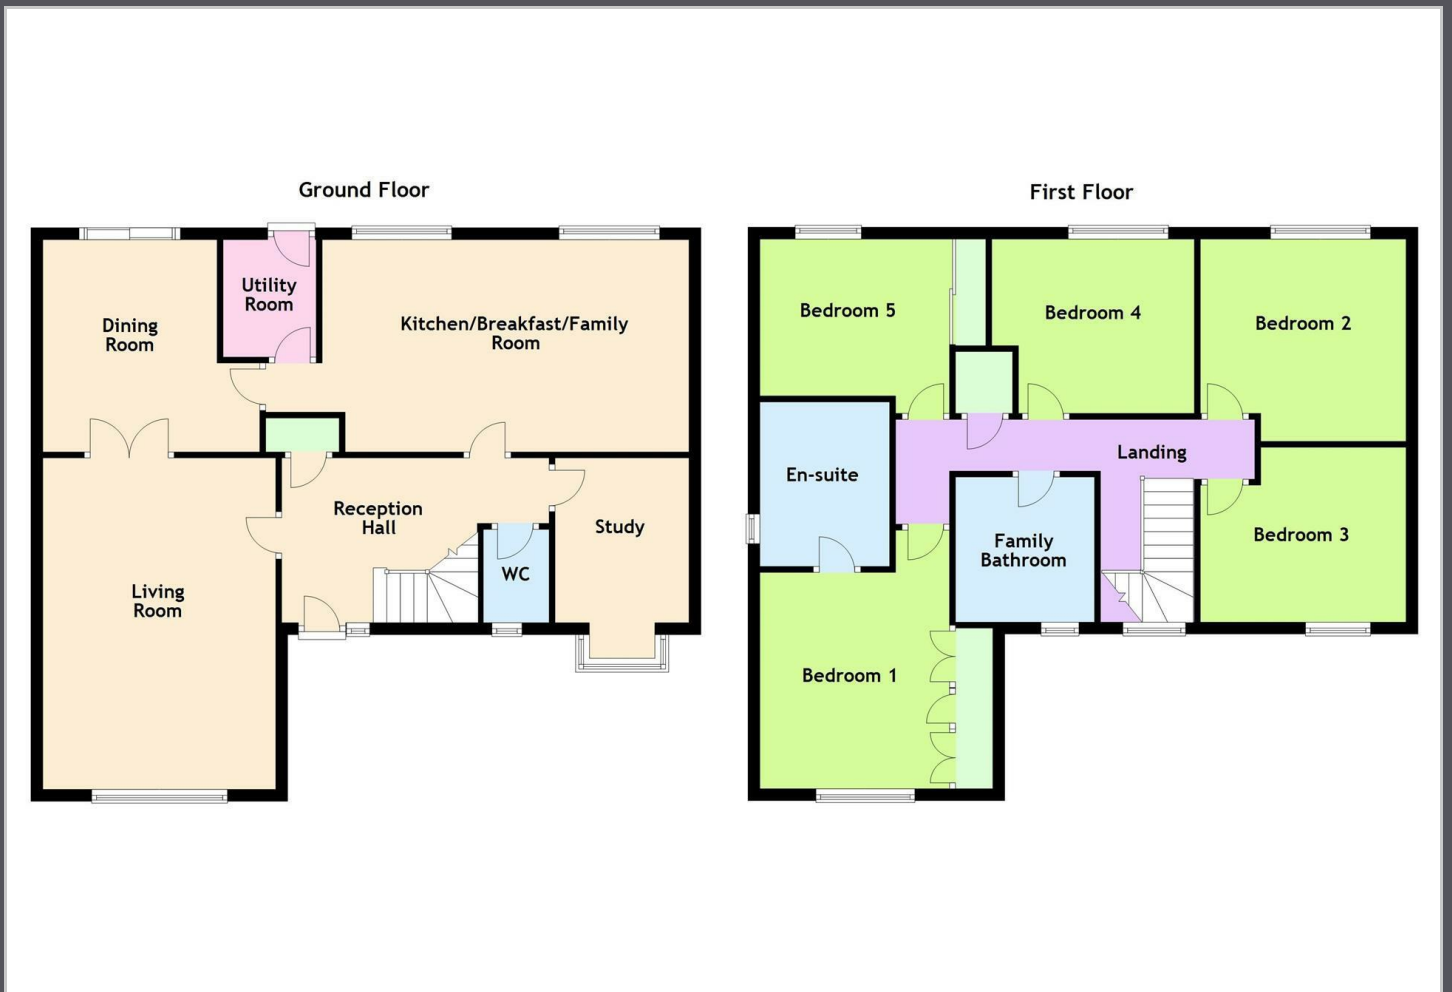 Ground Floor
Dining
Room
Utility
Room
Kitchen/Breakfast/Family
Room
Reception
Hall
Study
WC
Living
Room
First Floor
Bedroom 5
Bedroom 4
Bedroom 2
En-suite
Landing
Family
Bathroom
Bedroom 3
Bedroom 1